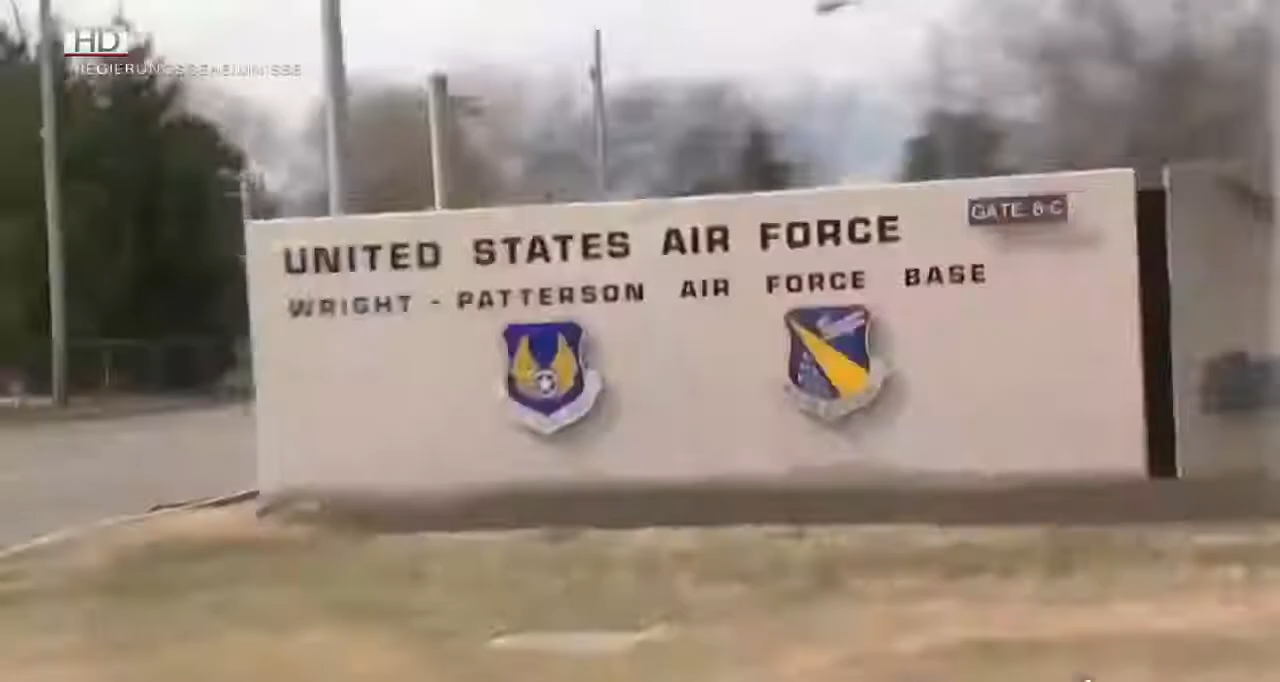 HD
REGIERUNGSGEHEIMNISSE
GATE 8·C
UNITED STATES AIR FORCE
WRIGHT - PATTERSON AIR FORCE BASE